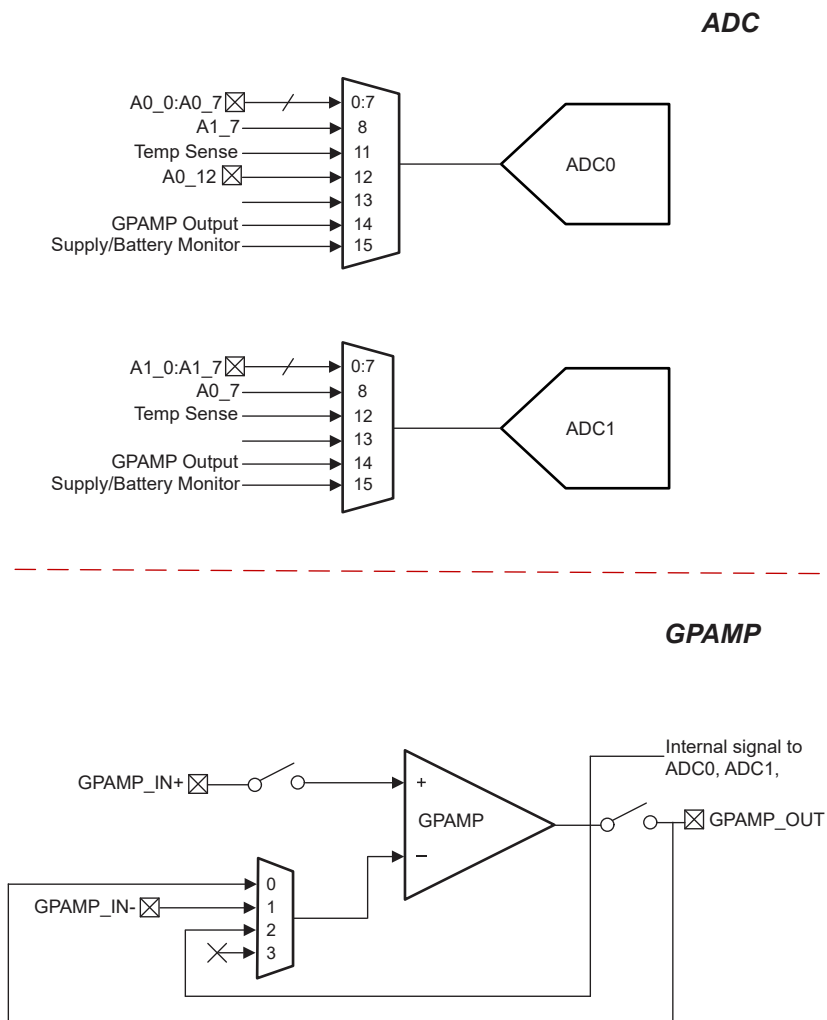 ADC
A0_0:A0_7
0:7
A1_7
8
Temp Sense
11
A0_12
12
13
GPAMP Output
14
Supply/Battery Monitor
15
ADC0
A1_0:A1_7
0:7
A0_7
8
Temp Sense
12
13
GPAMP Output
14
Supply/Battery Monitor
15
ADC1
GPAMP
Internal signal to
ADC0, ADC1,
GPAMP_IN+
+
GPAMP
−
GPAMP_OUT
0
GPAMP_IN-
1
2
3